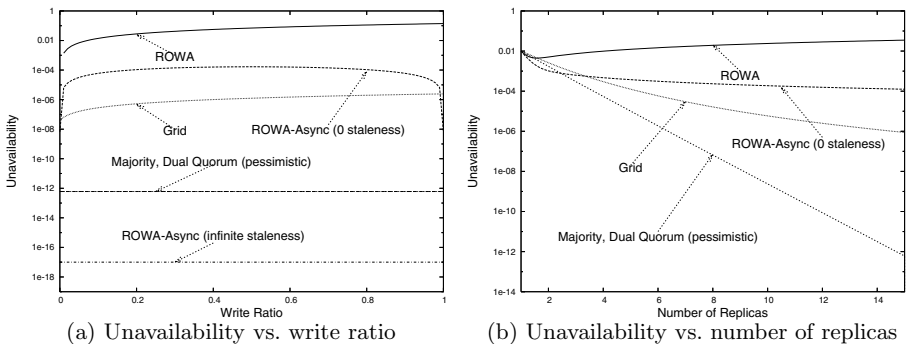 1
0.01
1e-04
1e-06
1e-08
1e-10
1e-12
1e-14
1e-16
1e-18
Unavailability
ROWA
ROWA-Async (0 staleness)
Grid
Majority, Dual Quorum (pessimistic)
ROWA-Async (infinite staleness)
0 0.2 0.4 0.6 0.8 1
Write Ratio
(a) Unavailability vs. write ratio
1
0.01
1e-04
1e-06
1e-08
1e-10
1e-12
1e-14
Unavailability
ROWA
ROWA-Async (0 staleness)
Grid
Majority, Dual Quorum (pessimistic)
2 4 6 8 10 12 14
Number of Replicas
(b) Unavailability vs. number of replicas